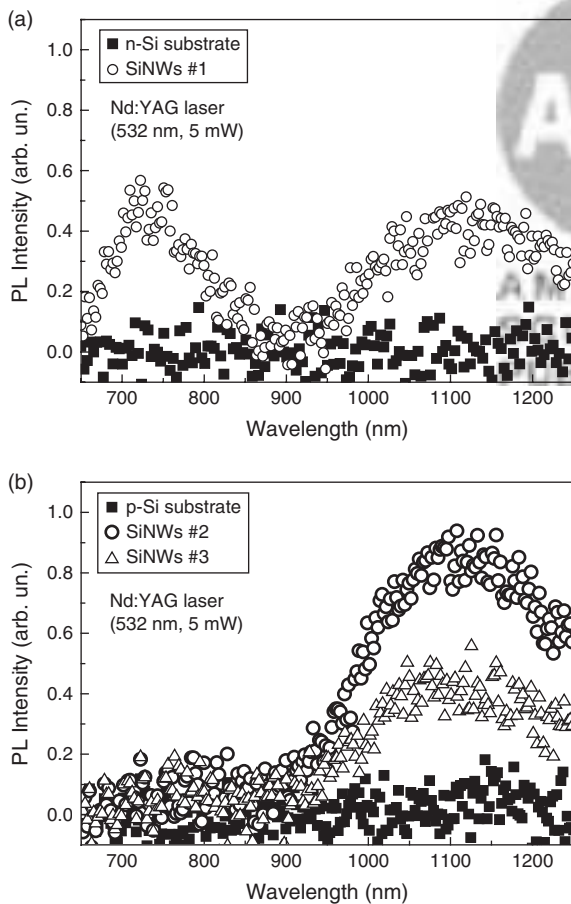 (a)
1.0
n-Si substrate
SiNWs #1
0.8
Nd:YAG laser
(532 nm, 5 mW)
0.6
0.4
0.2
0.0
PL Intensity (arb. un.)
700 800 900 1000 1100 1200
Wavelength (nm)
A
A M
(b)
1.0
p-Si substrate
SiNWs #2
SiNWs #3
0.8
Nd:YAG laser
(532 nm, 5 mW)
0.6
0.4
0.2
0.0
PL Intensity (arb. un.)
700 800 900 1000 1100 1200
Wavelength (nm)